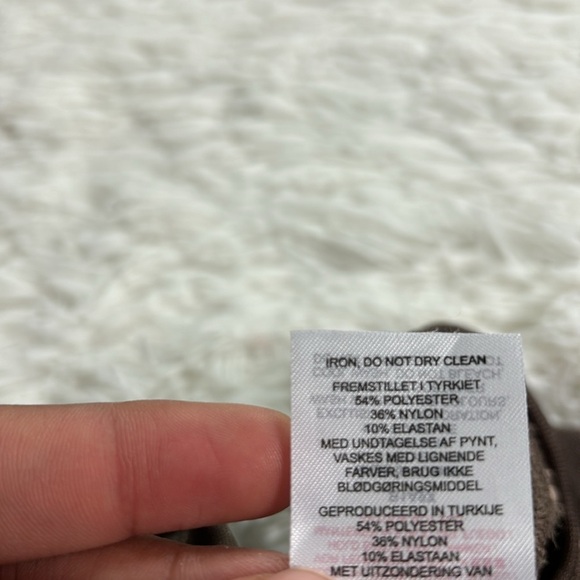 IRON, DO NOT DRY CLEAN
FREMSTILLET I TYRKIET
54% POLYESTER
36% NYLON
10% ELASTAN
MED UNDTAGELSE AF PYNT,
VASKES MED LIGNENDE
FARVER, BRUG IKKE
BLØDGØRINGSMIDDEL
GEPRODUCEERD IN TURKIJE
54% POLYESTER
36% NYLON
10% ELASTAAN
MET UITZONDERING VAN